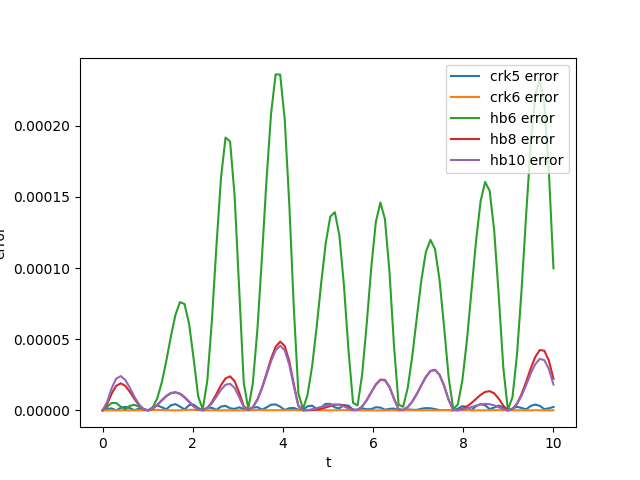 crk5 error
crk6 error
hb6 error
hb8 error
hb10 error
0.00020
0.00015
0.00010
0.00005
0.00000
error
0 2 4 6 8 10
t